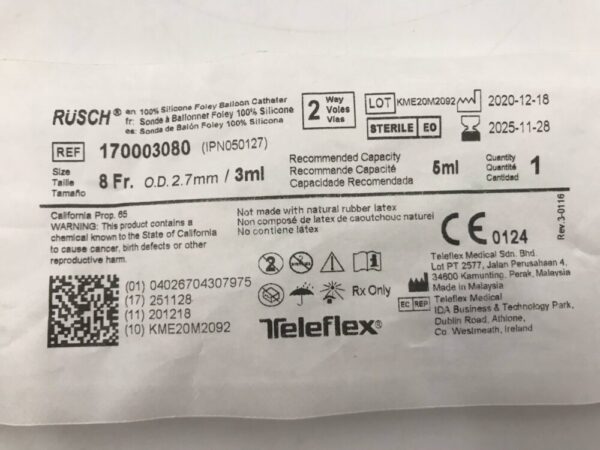 RÜSCH®
en: 100% Silicone Foley Balloon Catheter
fr: Sonde à Ballonnet Foley 100% Silicone
es: Sonda de Balón Foley 100% Silicona
2 Way
Voies
Vías
LOT KME20M2092
2020-12-18
STERILE EO
2025-11-28
REF 170003080 (IPN050127)
Size
Taille
Tamaño
8 Fr. O.D. 2.7mm / 3ml
Recommended Capacity
Recommande Capacité
Capacidade Recomendada
5ml
Quantity
Quantité
Cantidad
1
California Prop. 65
WARNING: This product contains a
chemical known to the State of California
to cause cancer, birth defects or other
reproductive harm.
Not made with natural rubber latex
Non composé de latex de caoutchouc naturel
No contiene látex
CE 0124
Rev.3-0116
2
Rx Only
Teleflex®
(01) 04026704307975
(17) 251128
(11) 201218
(10) KME20M2092
Teleflex Medical Sdn. Bhd.
Lot PT 2577, Jalan Perusahaan 4,
34600 Kamunting, Perak, Malaysia
Made in Malaysia
EC REP
Teleflex Medical
IDA Business & Technology Park,
Dublin Road, Athlone,
Co. Westmeath, Ireland